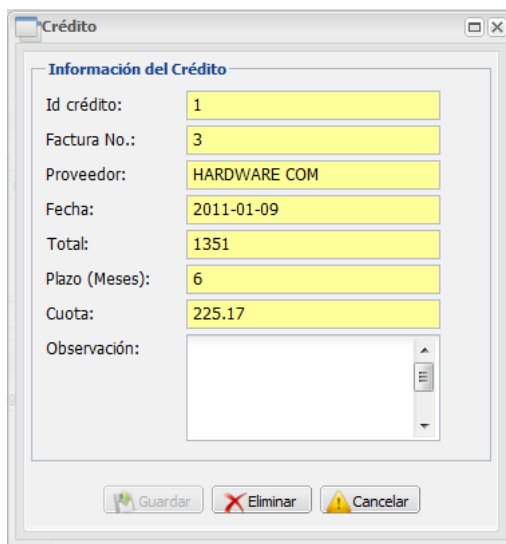 Crédito
Información del Crédito
Id crédito: 1
Factura No.: 3
Proveedor: HARDWARE COM
Fecha: 2011-01-09
Total: 1351
Plazo (Meses): 6
Cuota: 225.17
Observación:
Guardar Eliminar Cancelar